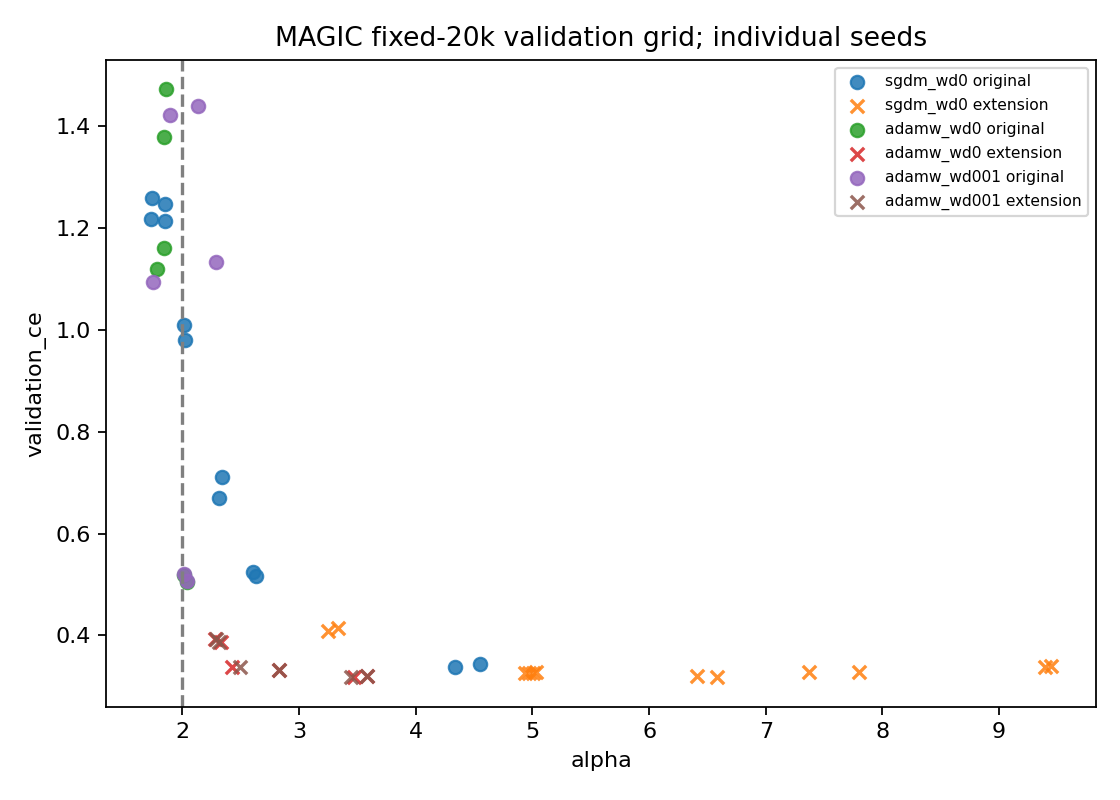 MAGIC fixed-20k validation grid; individual seeds
sgdm_wd0 original
sgdm_wd0 extension
adamw_wd0 original
adamw_wd0 extension
adamw_wd001 original
adamw_wd001 extension
validation_ce
1.4
1.2
1.0
0.8
0.6
0.4
2 3 4 5 6 7 8 9
alpha